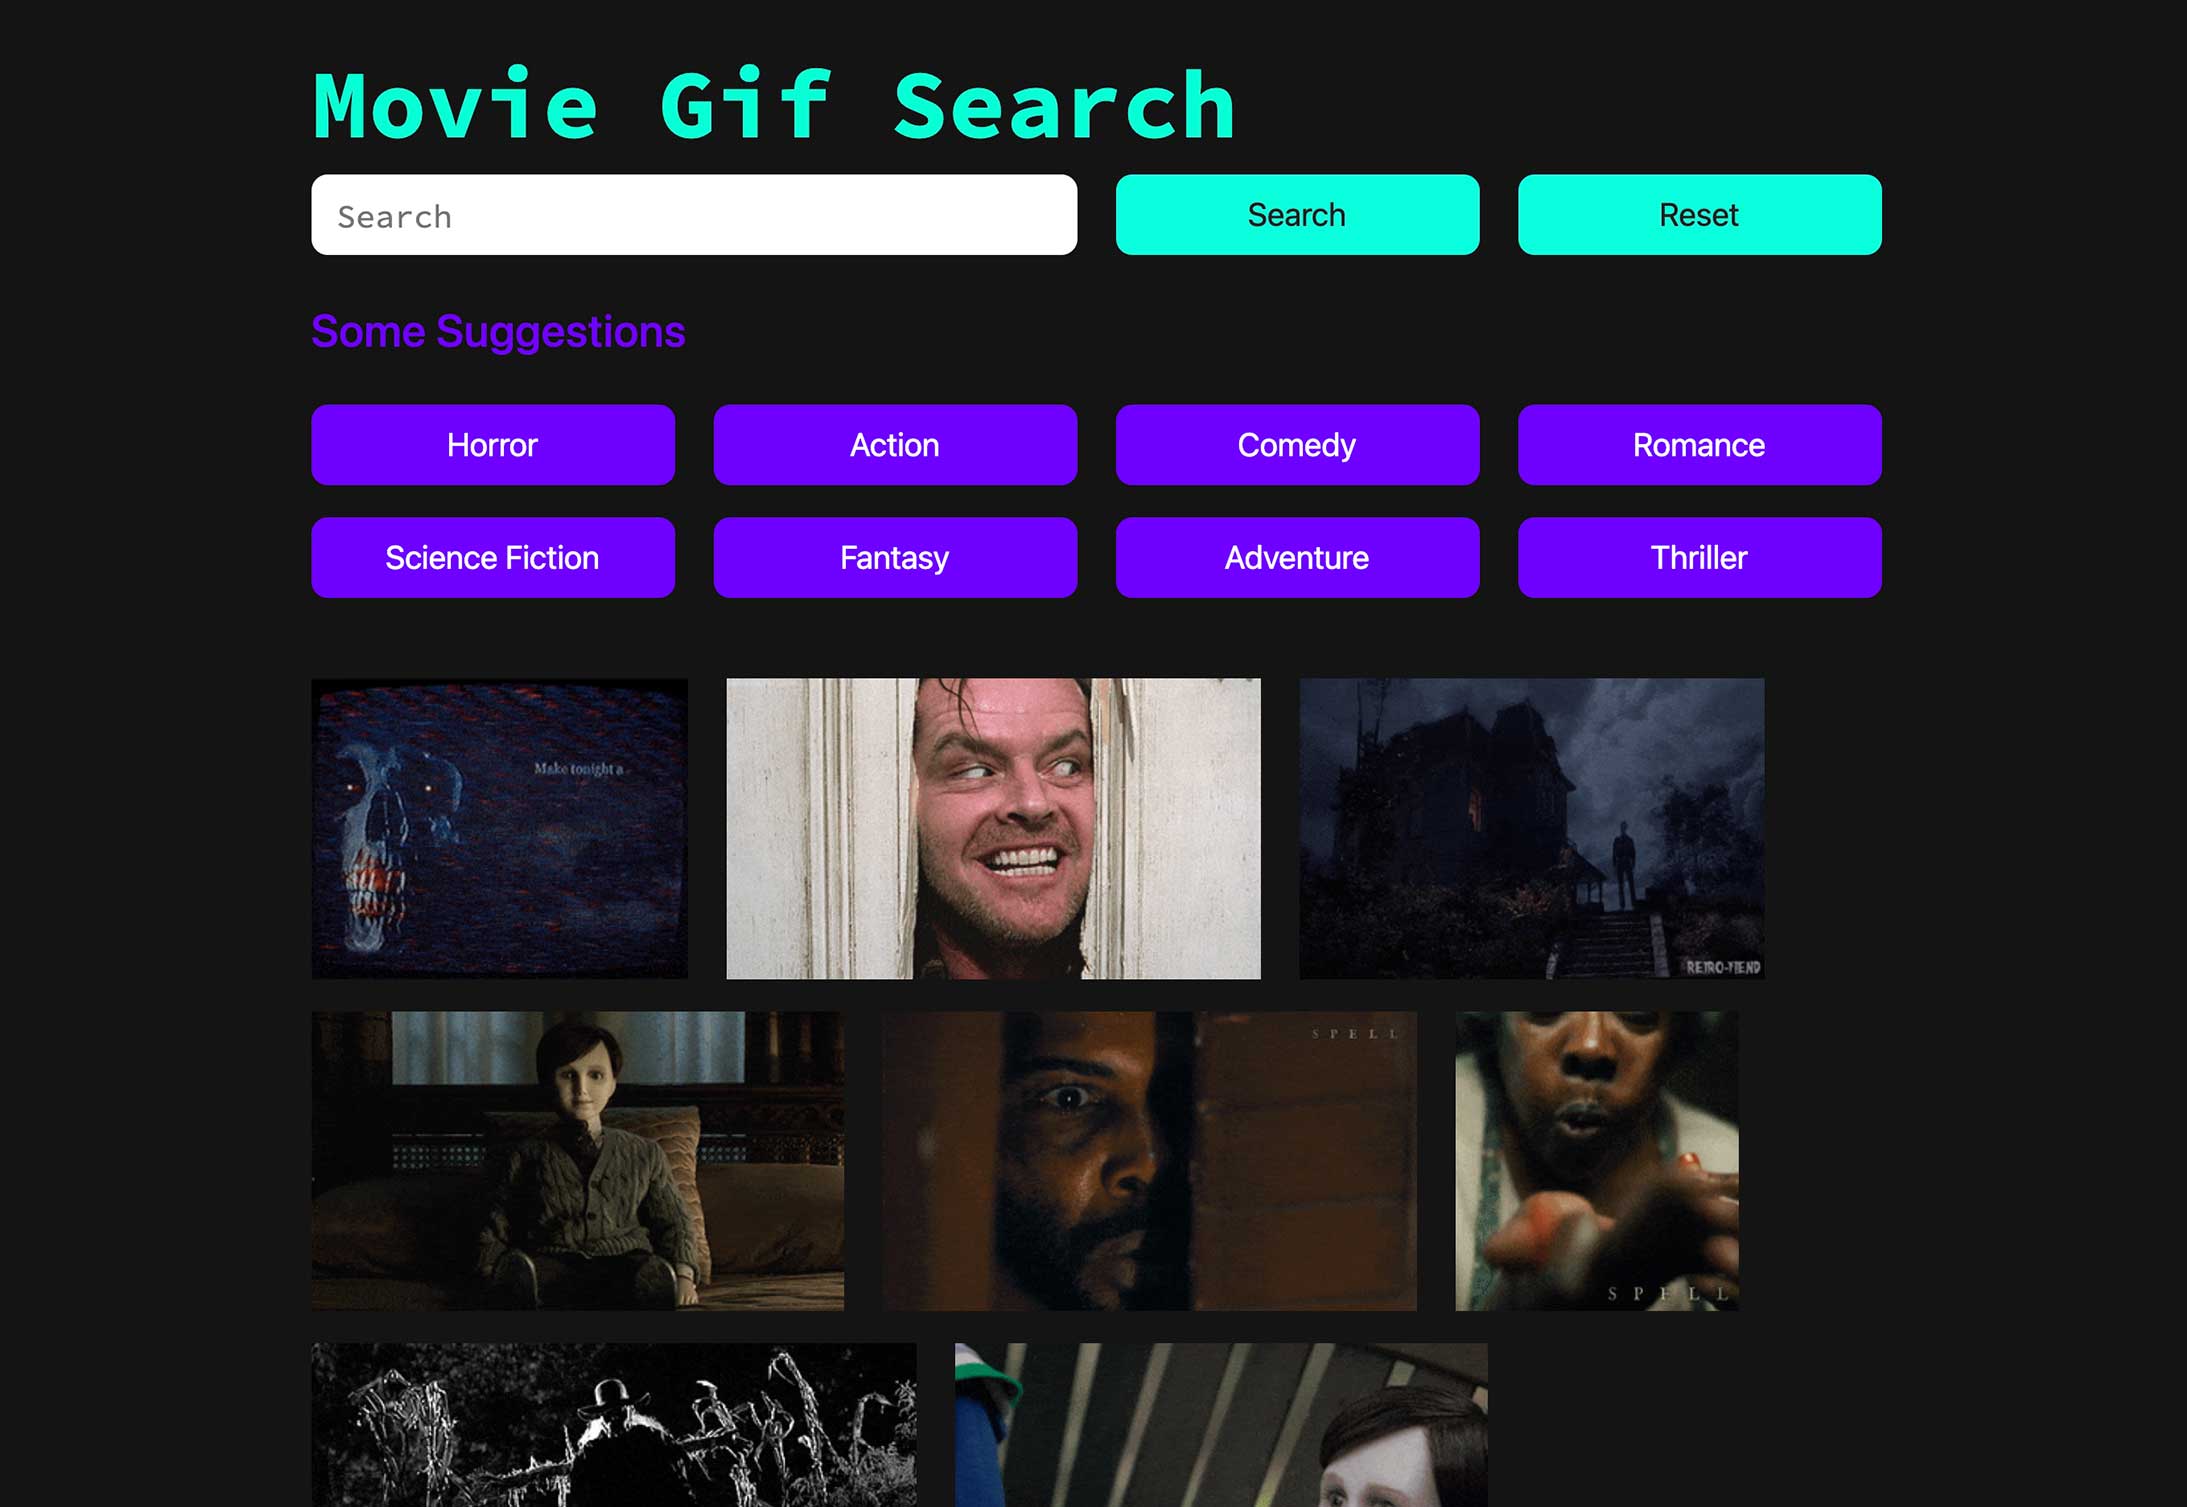 Movie Gif Search
Search
Search
Reset
Some Suggestions
Horror
Action
Comedy
Romance
Science Fiction
Fantasy
Adventure
Thriller
Make tonight a
RETRO-FIEND
SPELL
SPELL